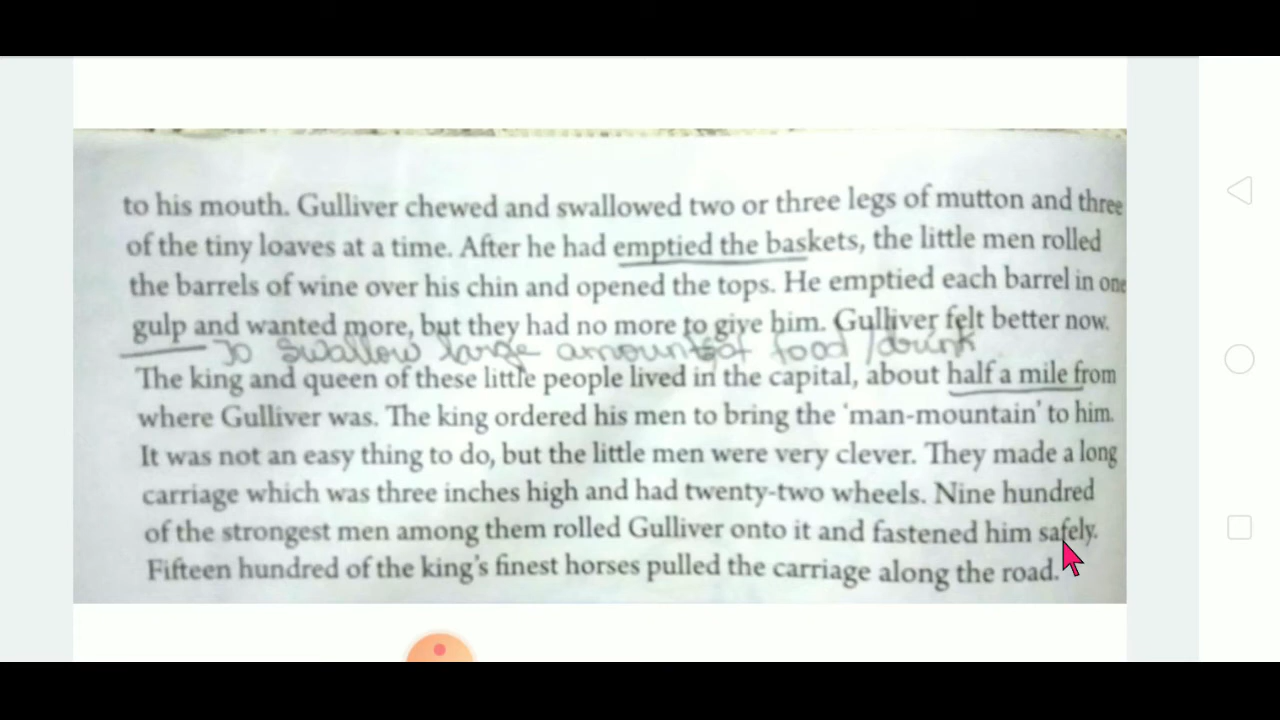 to his mouth. Gulliver chewed and swallowed two or three legs of mutton and three
of the tiny loaves at a time. After he had emptied the baskets, the little men rolled
the barrels of wine over his chin and opened the tops. He emptied each barrel in one
gulp and wanted more, but they had no more to give him. Gulliver felt better now.
To swallow large amounts of food / drink
The king and queen of these little people lived in the capital, about half a mile from
where Gulliver was. The king ordered his men to bring the ‘man-mountain’ to him.
It was not an easy thing to do, but the little men were very clever. They made a long
carriage which was three inches high and had twenty-two wheels. Nine hundred
of the strongest men among them rolled Gulliver onto it and fastened him safely.
Fifteen hundred of the king’s finest horses pulled the carriage along the road.